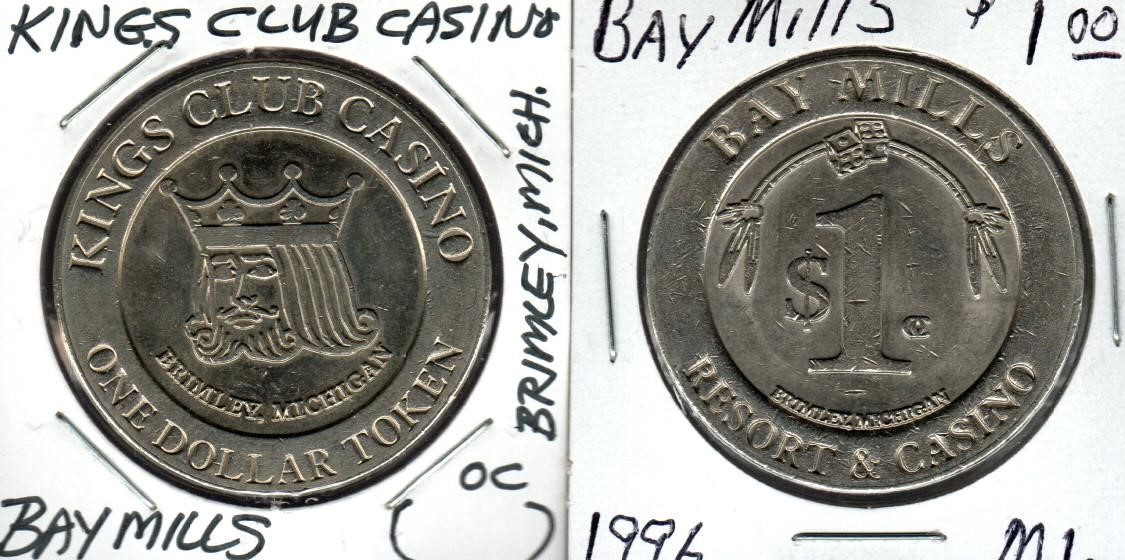 KINGS CLUB CASINO
KINGS CLUB CASINO
BRIMLEY, MICHIGAN
ONE DOLLAR TOKEN
BRIMLEY, MICH.
OC
BAY MILLS
BAY MILLS $1.00
BAY MILLS
$1
CC
BRIMLEY, MICHIGAN
RESORT & CASINO
1996 MI.